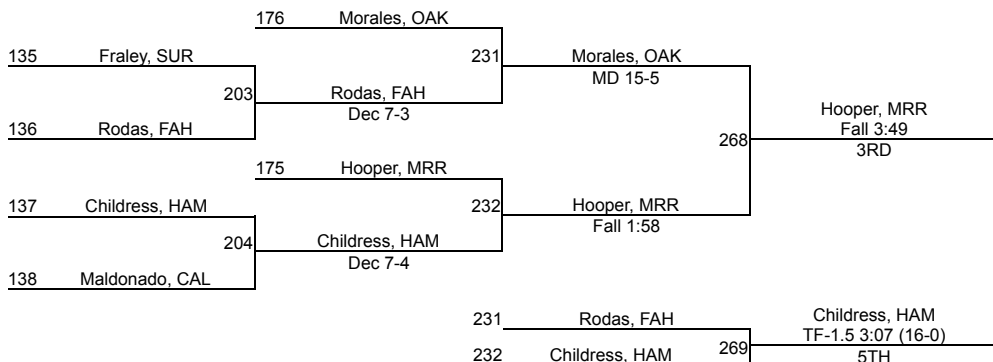 176 Morales, OAK
135 Fraley, SUR
231 Morales, OAK
MD 15-5
203 Rodas, FAH
Dec 7-3
136 Rodas, FAH
Hooper, MRR
Fall 3:49
268 3RD
175 Hooper, MRR
137 Childress, HAM
232 Hooper, MRR
Fall 1:58
204 Childress, HAM
Dec 7-4
138 Maldonado, CAL
231 Rodas, FAH
Childress, HAM
TF-1.5 3:07 (16-0)
269 5TH
232 Childress, HAM